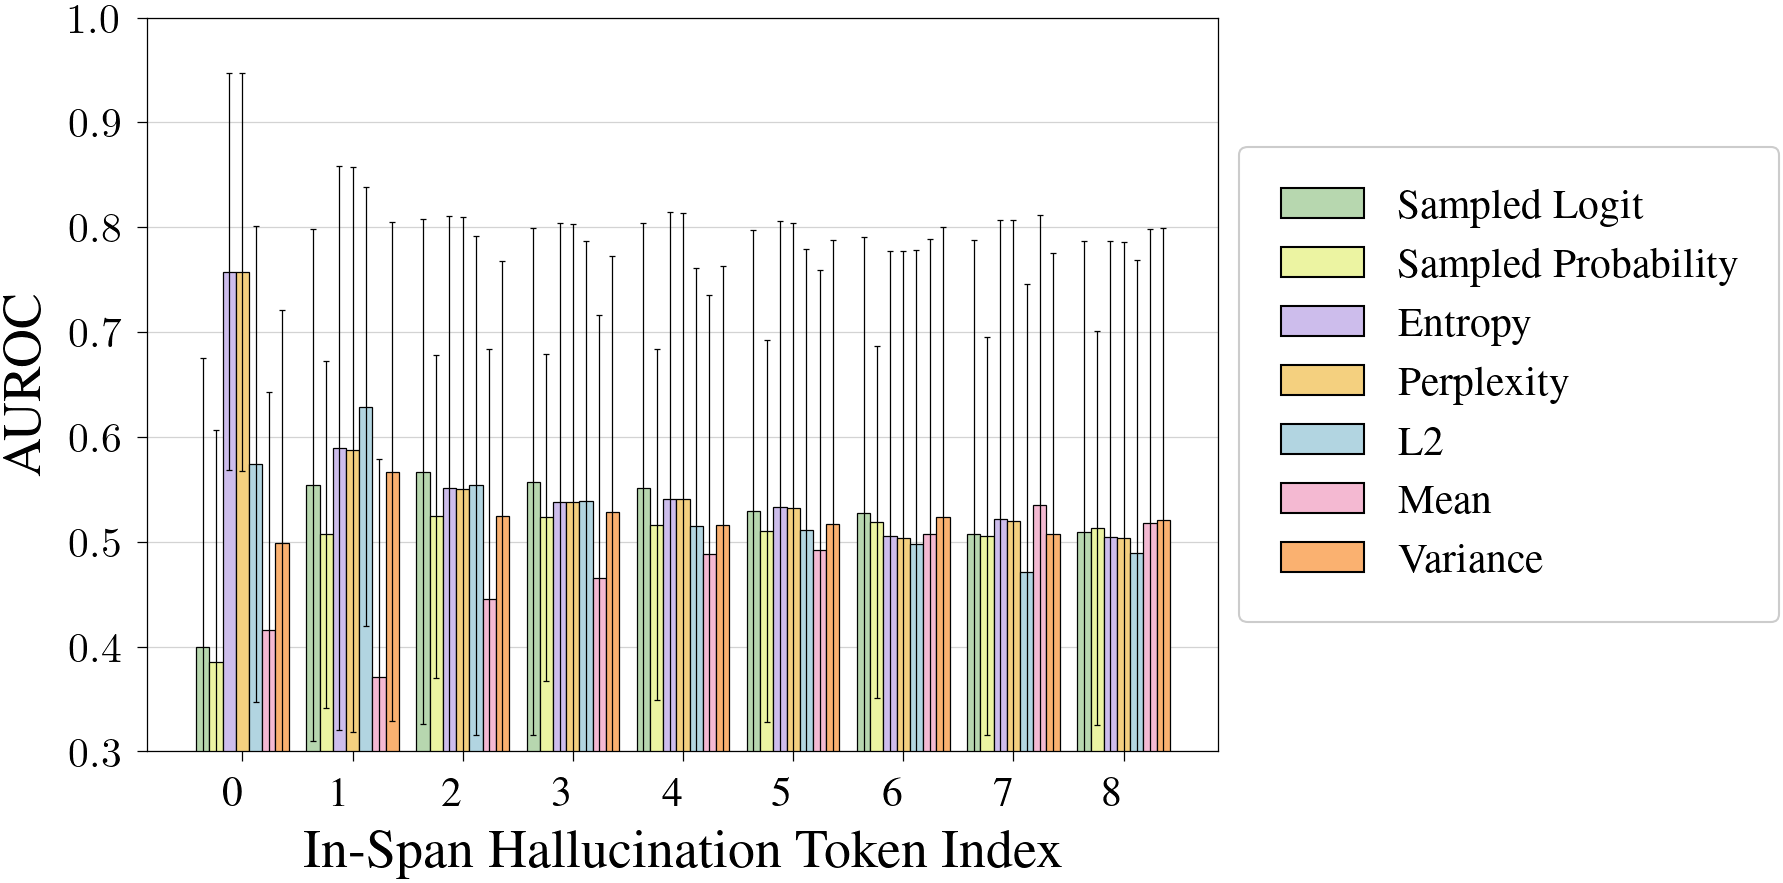 1.0
0.9
0.8
0.7
0.6
0.5
0.4
0.3
AUROC
0 1 2 3 4 5 6 7 8
In-Span Hallucination Token Index
Sampled Logit
Sampled Probability
Entropy
Perplexity
L2
Mean
Variance